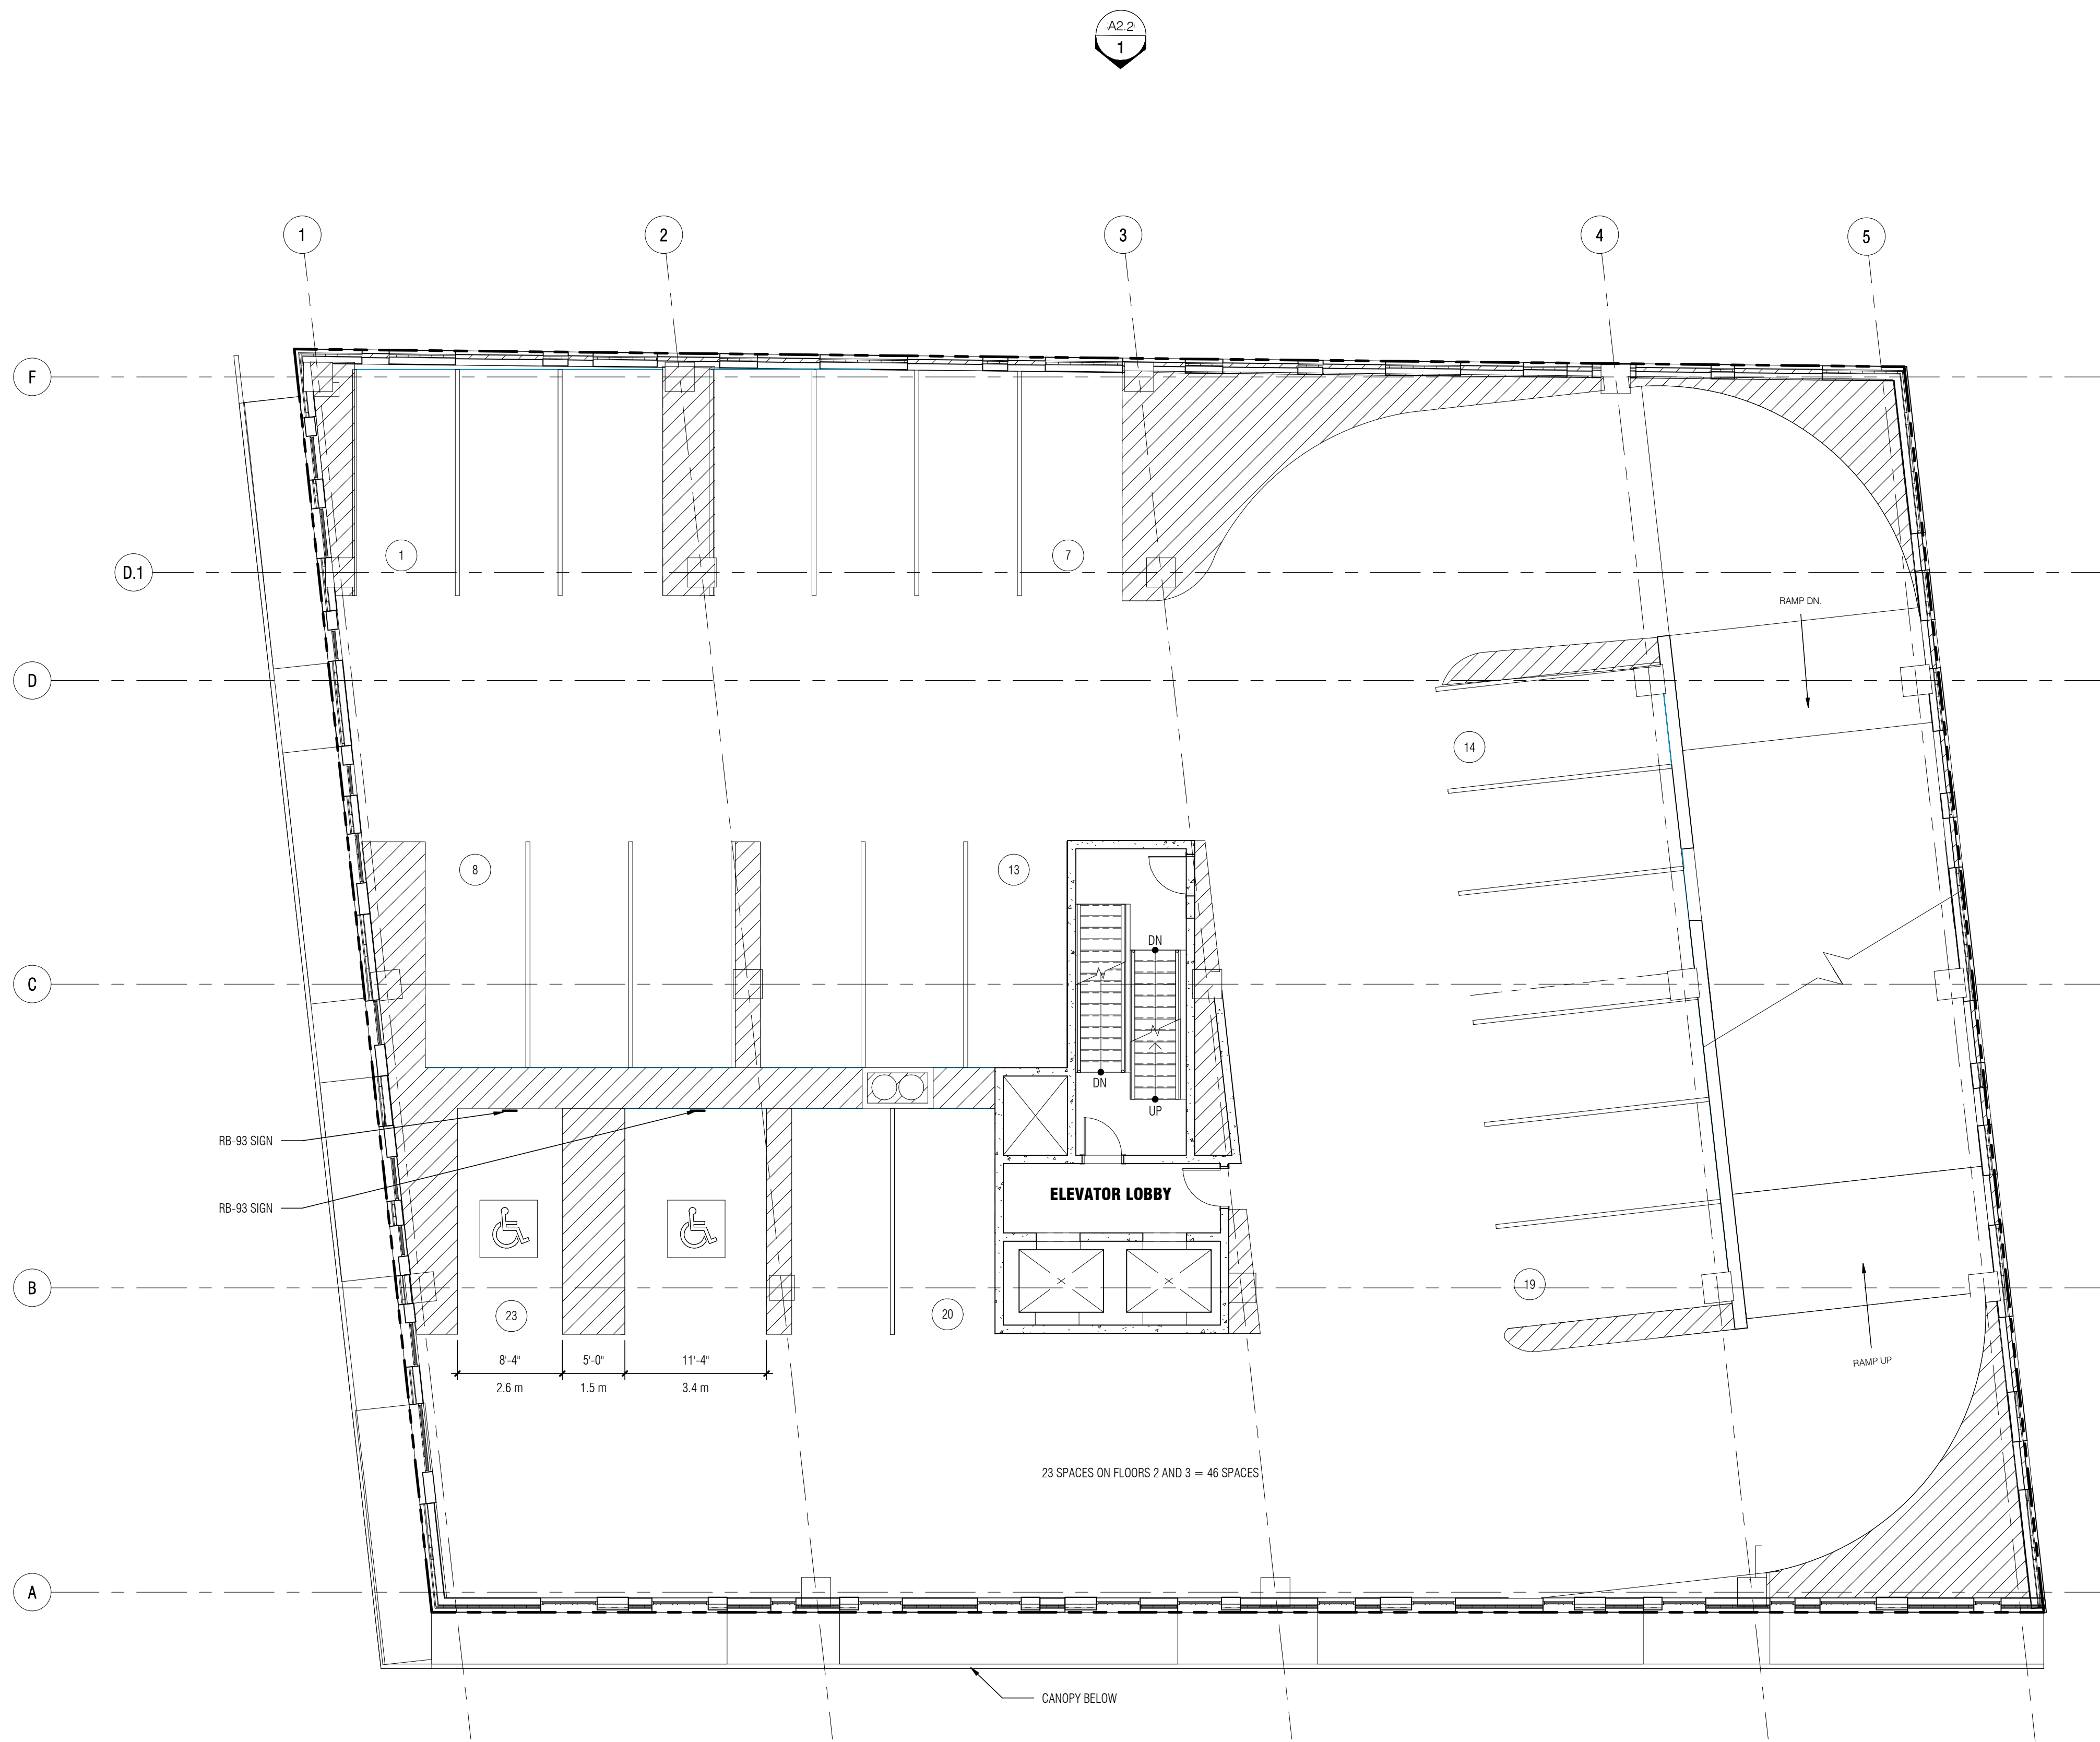 A2.2
1
1
2
3
4
5
F
D.1
D
C
B
A
1
7
RAMP DN.
14
8
13
DN
DN
UP
RB-93 SIGN
RB-93 SIGN
ELEVATOR LOBBY
23
20
19
8'-4"
5'-0"
11'-4"
2.6 m
1.5 m
3.4 m
RAMP UP
23 SPACES ON FLOORS 2 AND 3 = 46 SPACES
CANOPY BELOW